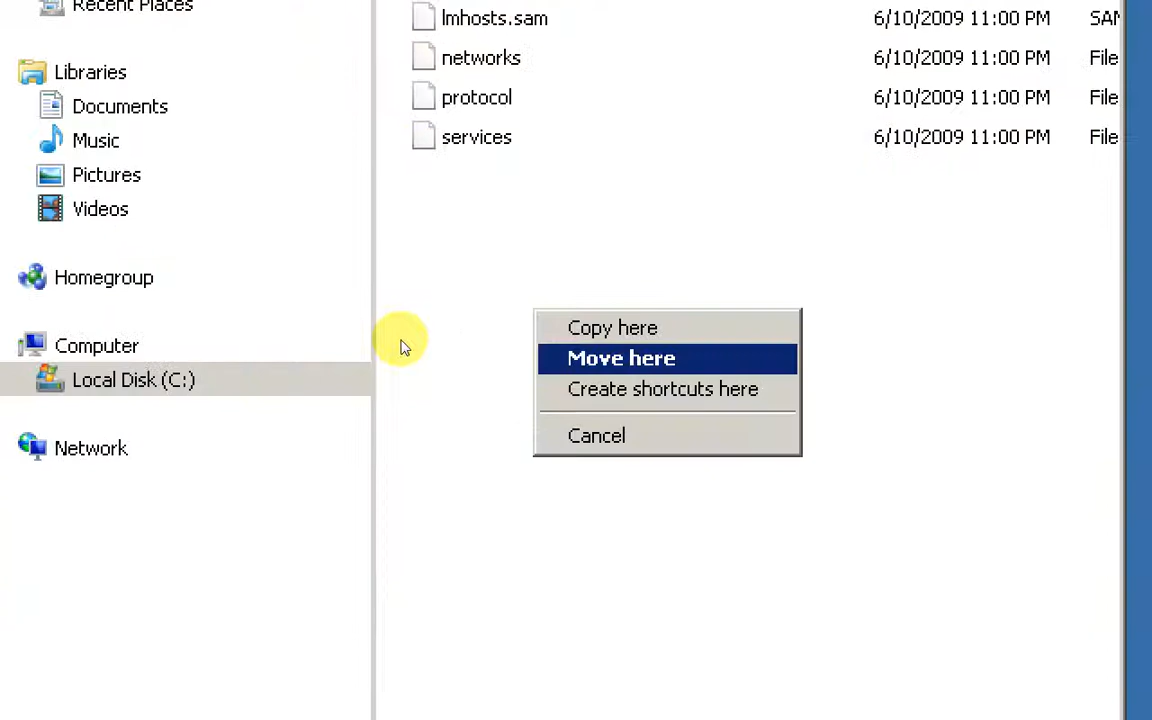 Recent Places
lmhosts.sam 6/10/2009 11:00 PM SAM
networks 6/10/2009 11:00 PM File
protocol 6/10/2009 11:00 PM File
services 6/10/2009 11:00 PM File
Libraries
Documents
Music
Pictures
Videos
Homegroup
Computer
Local Disk (C:)
Network
Copy here
Move here
Create shortcuts here
Cancel